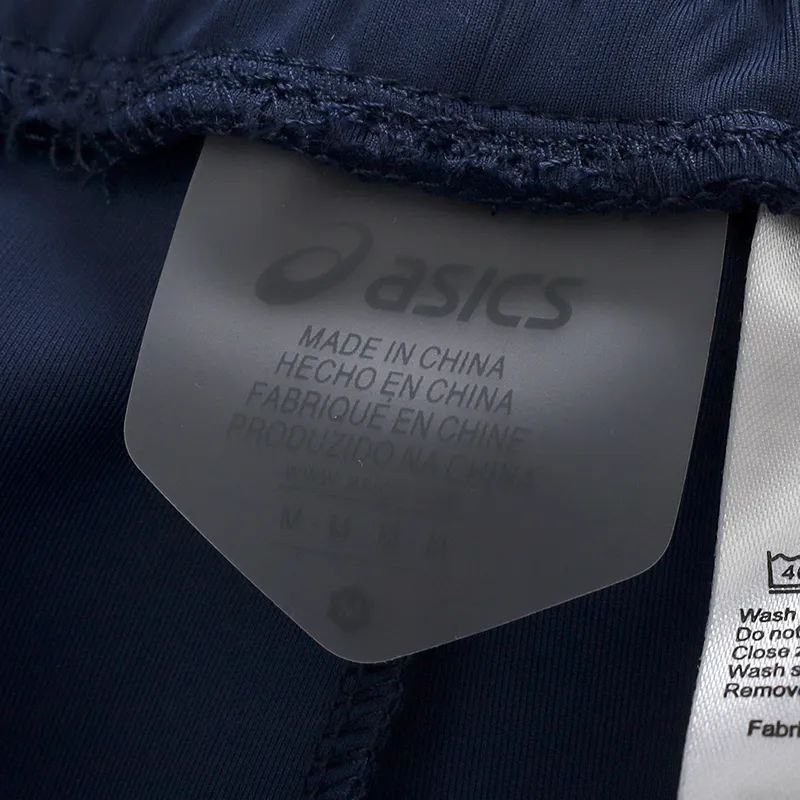 asics
MADE IN CHINA
HECHO EN CHINA
FABRIQUÉ EN CHINE
PRODUZIDO NA CHINA
M M M M
M
40
Wash
Do not
Close
Wash
Remove